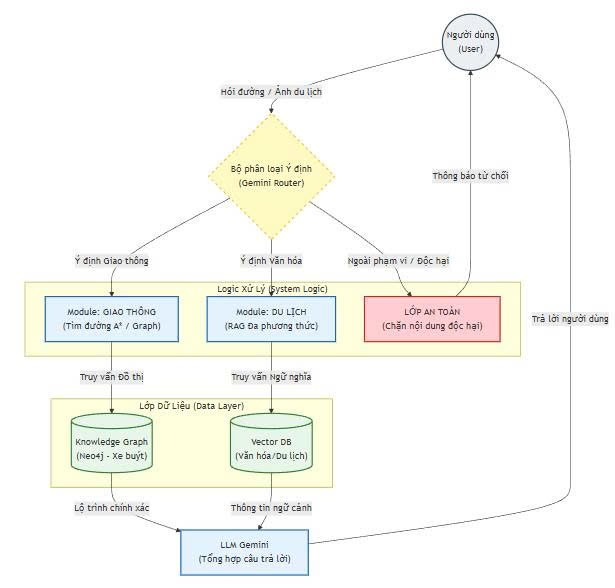 Người dùng
(User)
Hỏi đường / Ảnh du lịch
Bộ phân loại Ý định
(Gemini Router)
Thông báo từ chối
Ý định Giao thông
Ý định Văn hóa
Ngoài phạm vi / Độc hại
Logic Xử Lý (System Logic)
Module: GIAO THÔNG
(Tìm đường A* / Graph)
Module: DU LỊCH
(RAG Đa phương thức)
LỚP AN TOÀN
(Chặn nội dung độc hại)
Trả lời người dùng
Truy vấn Đồ thị
Truy vấn Ngữ nghĩa
Lớp Dữ Liệu (Data Layer)
Knowledge Graph
(Neo4j - Xe buýt)
Vector DB
(Văn hóa/Du lịch)
Lộ trình chính xác
Thông tin ngữ cảnh
LLM Gemini
(Tổng hợp câu trả lời)